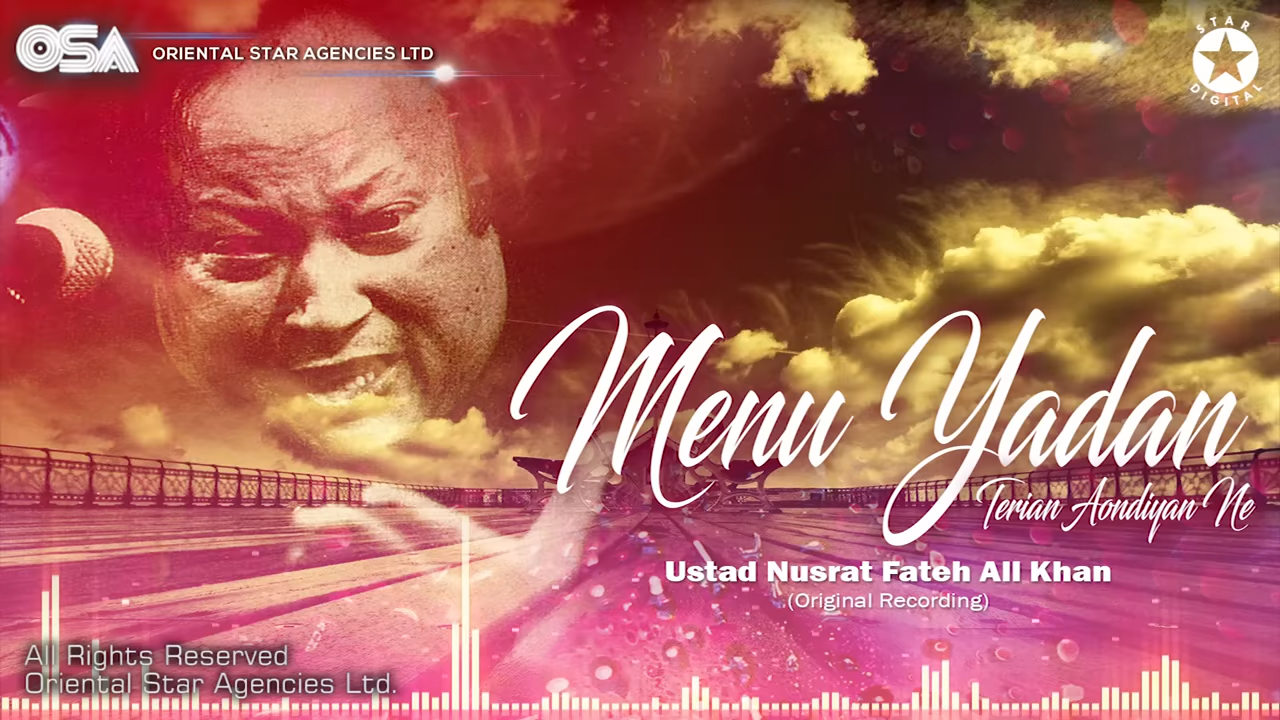 OSA ORIENTAL STAR AGENCIES LTD
STAR
DIGITAL
Menu Yadan
Terian Aondiyan Ne
Ustad Nusrat Fateh Ali Khan
(Original Recording)
All Rights Reserved
Oriental Star Agencies Ltd.